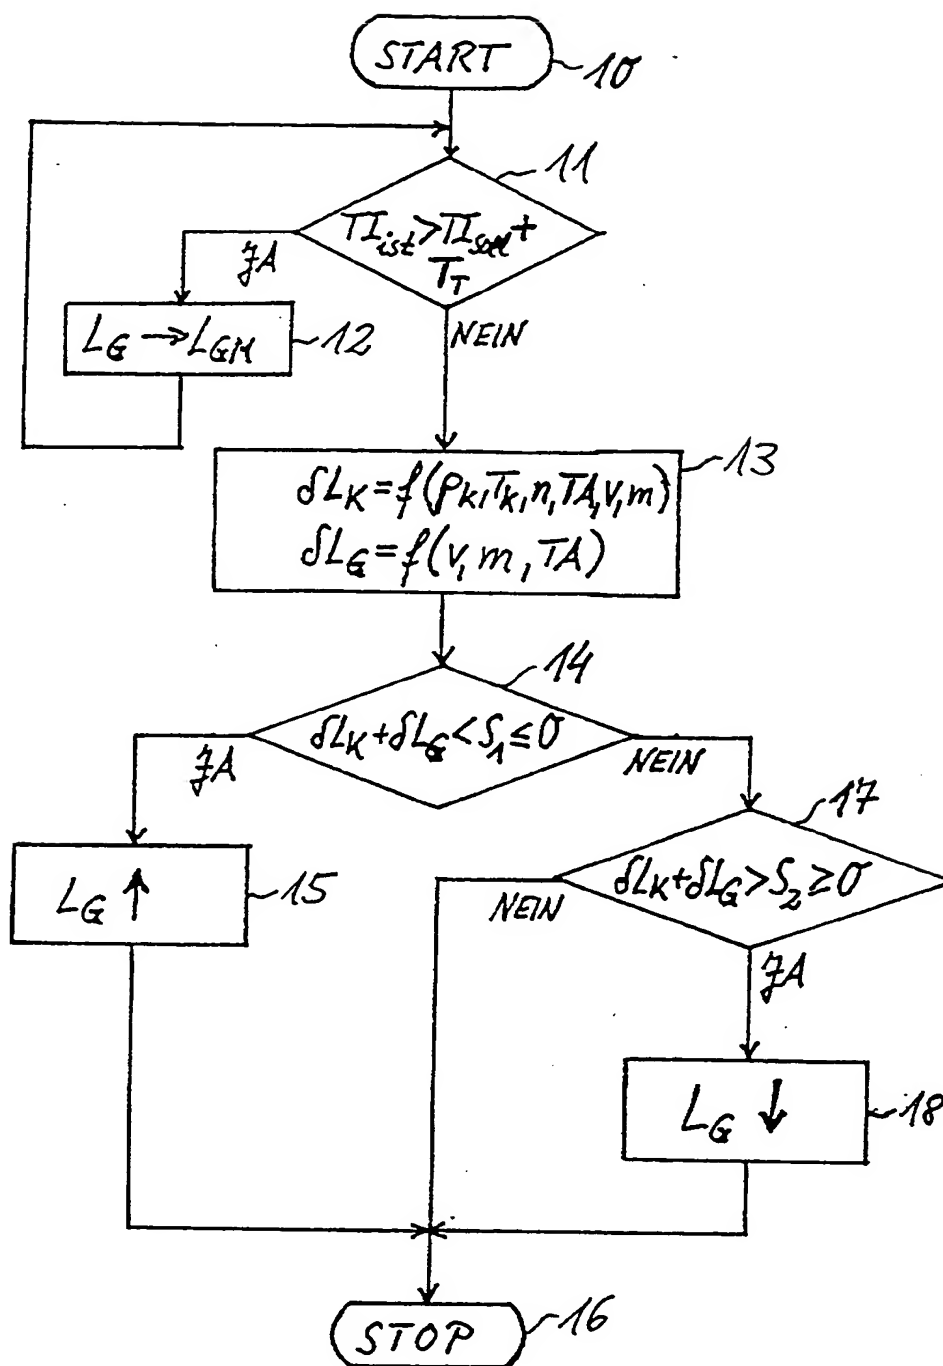 START
10
11
TI_ist > TI_soll +
T_T
JA
NEIN
L_G → L_GM
12
13
δL_K = f(p_K, T_K, n, TA, v, m)
δL_G = f(v, m, TA)
14
δL_K + δL_G < S_1 ≤ 0
JA
NEIN
17
L_G ↑
15
δL_K + δL_G > S_2 ≥ 0
NEIN
JA
L_G ↓
18
STOP
16